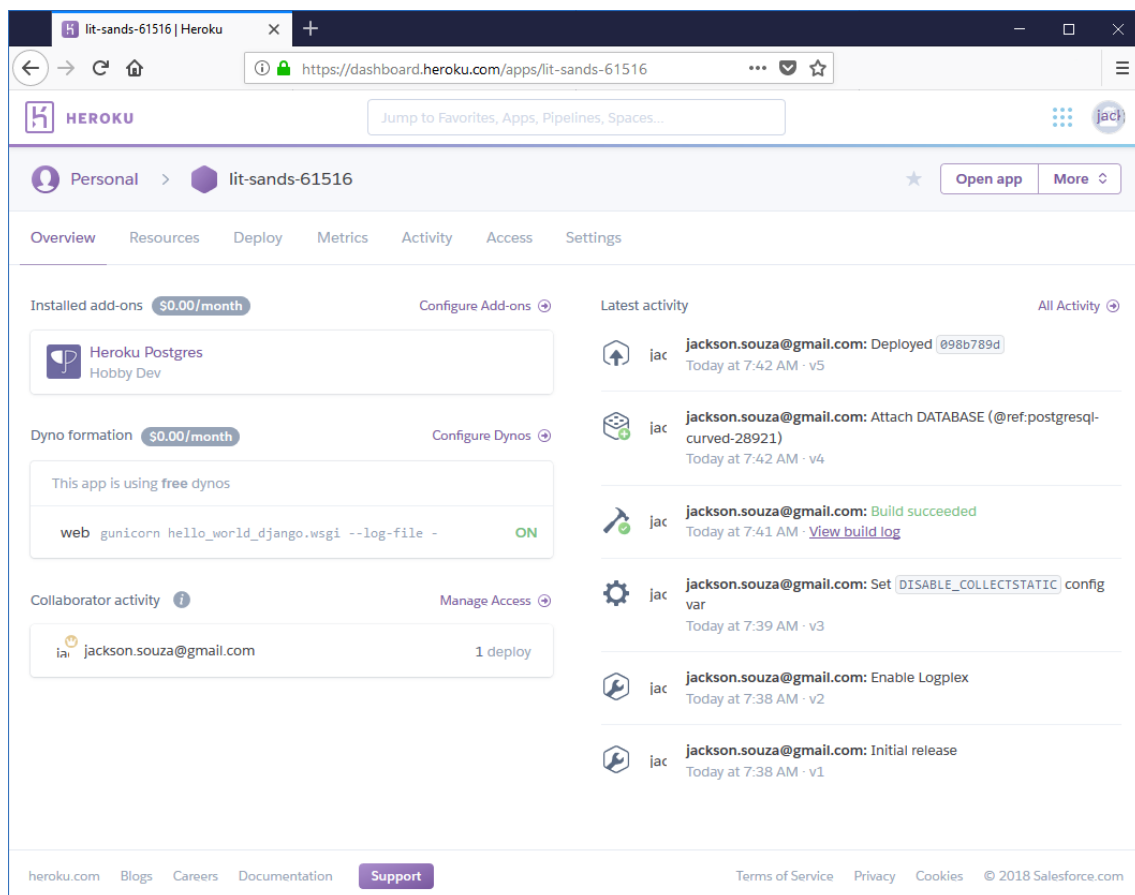 lit-sands-61516 | Heroku
https://dashboard.heroku.com/apps/lit-sands-61516
HEROKU
Jump to Favorites, Apps, Pipelines, Spaces...
Personal > lit-sands-61516
Open app
More
Overview
Resources
Deploy
Metrics
Activity
Access
Settings
Installed add-ons $0.00/month
Configure Add-ons
Heroku Postgres
Hobby Dev
Dyno formation $0.00/month
Configure Dynos
This app is using free dynos
web gunicorn hello_world_django.wsgi --log-file - ON
Collaborator activity
Manage Access
jackson.souza@gmail.com
1 deploy
Latest activity
All Activity
jac
jackson.souza@gmail.com: Deployed 098b789d
Today at 7:42 AM · v5
jac
jackson.souza@gmail.com: Attach DATABASE (@ref:postgresql-
curved-28921)
Today at 7:42 AM · v4
jac
jackson.souza@gmail.com: Build succeeded
Today at 7:41 AM · View build log
jac
jackson.souza@gmail.com: Set DISABLE_COLLECTSTATIC config
var
Today at 7:39 AM · v3
jac
jackson.souza@gmail.com: Enable Logplex
Today at 7:38 AM · v2
jac
jackson.souza@gmail.com: Initial release
Today at 7:38 AM · v1
heroku.com
Blogs
Careers
Documentation
Support
Terms of Service
Privacy
Cookies
© 2018 Salesforce.com